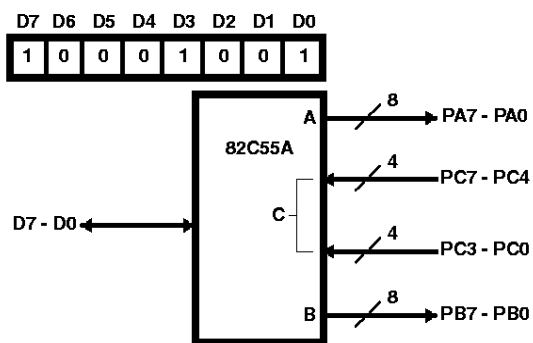 D7 D6 D5 D4 D3 D2 D1 D0
1 0 0 0 1 0 0 1
A 8 PA7 - PA0
82C55A
4 PC7 - PC4
C
D7 - D0
4 PC3 - PC0
B 8 PB7 - PB0